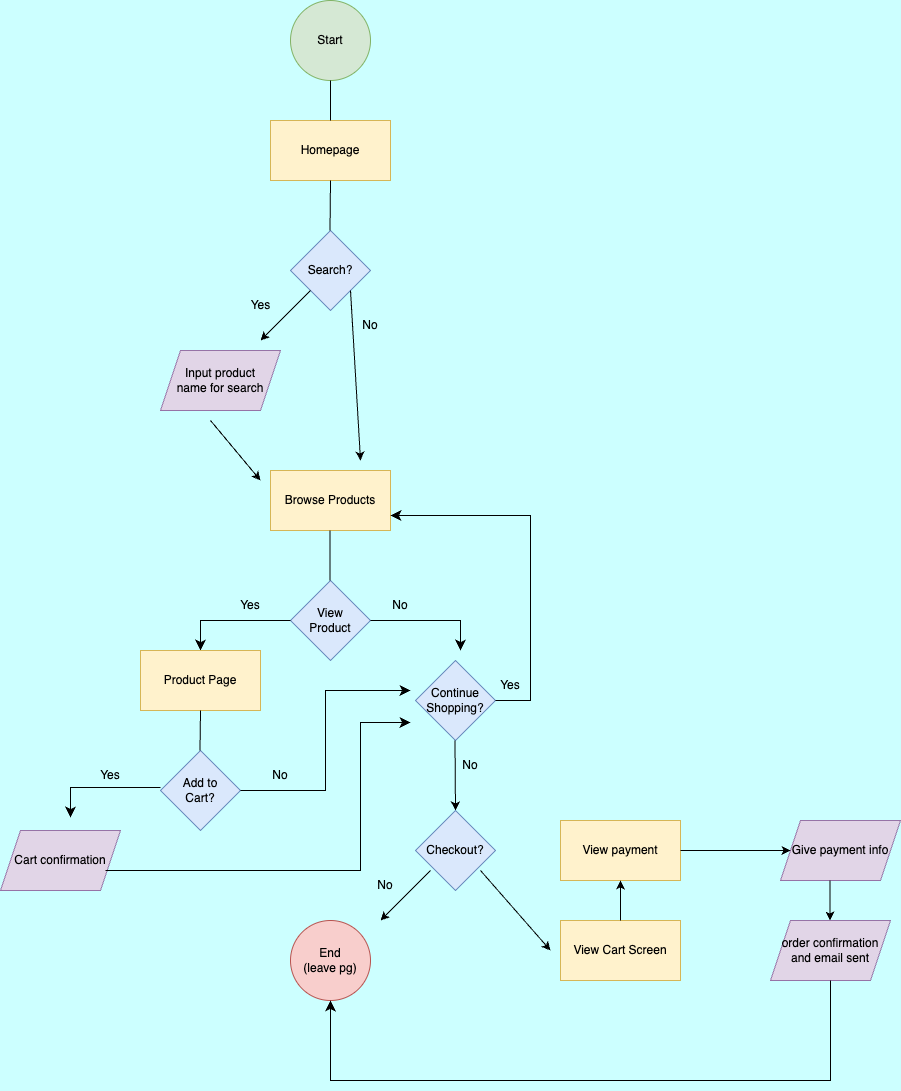 Start
Homepage
Search?
Yes
No
Input product
name for search
Browse Products
Yes
View
Product
No
Product Page
Continue
Shopping?
Yes
Yes
Add to
Cart?
No
No
Cart confirmation
Checkout?
View payment
Give payment info
No
End
(leave pg)
View Cart Screen
order confirmation
and email sent